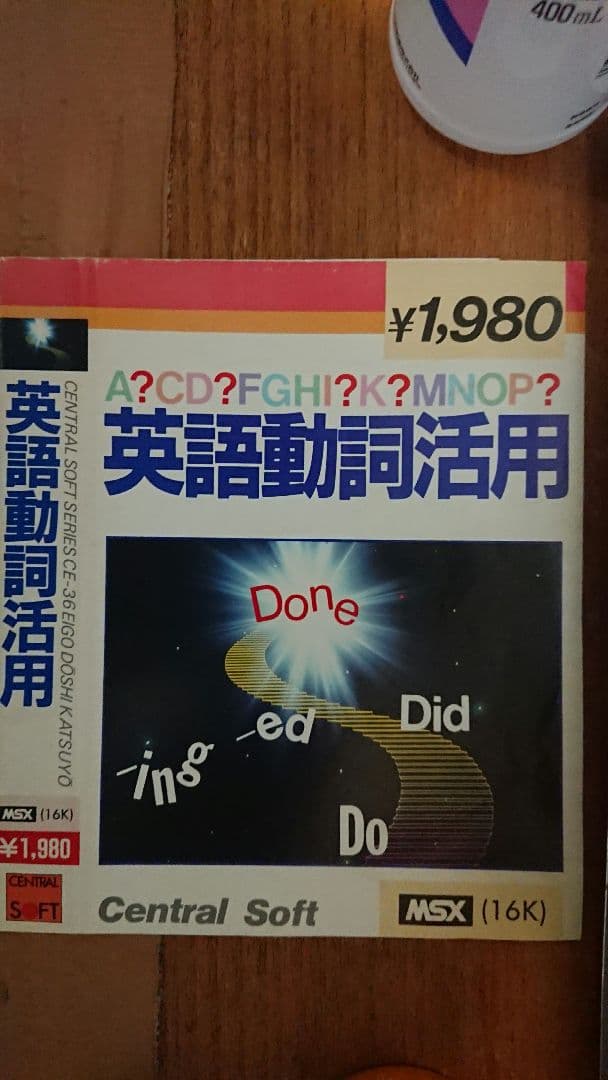 400mL
¥1,980
A?CD?FGHI?K?MNOP?
英語動詞活用
Done
-ed
Did
-ing
Do
Central Soft
MSX (16K)
英語動詞活用
CENTRAL SOFT SERIES CE-36 EIGO DŌSHI KATSUYŌ
MSX (16K)
¥1,980
CENTRAL
SOFT